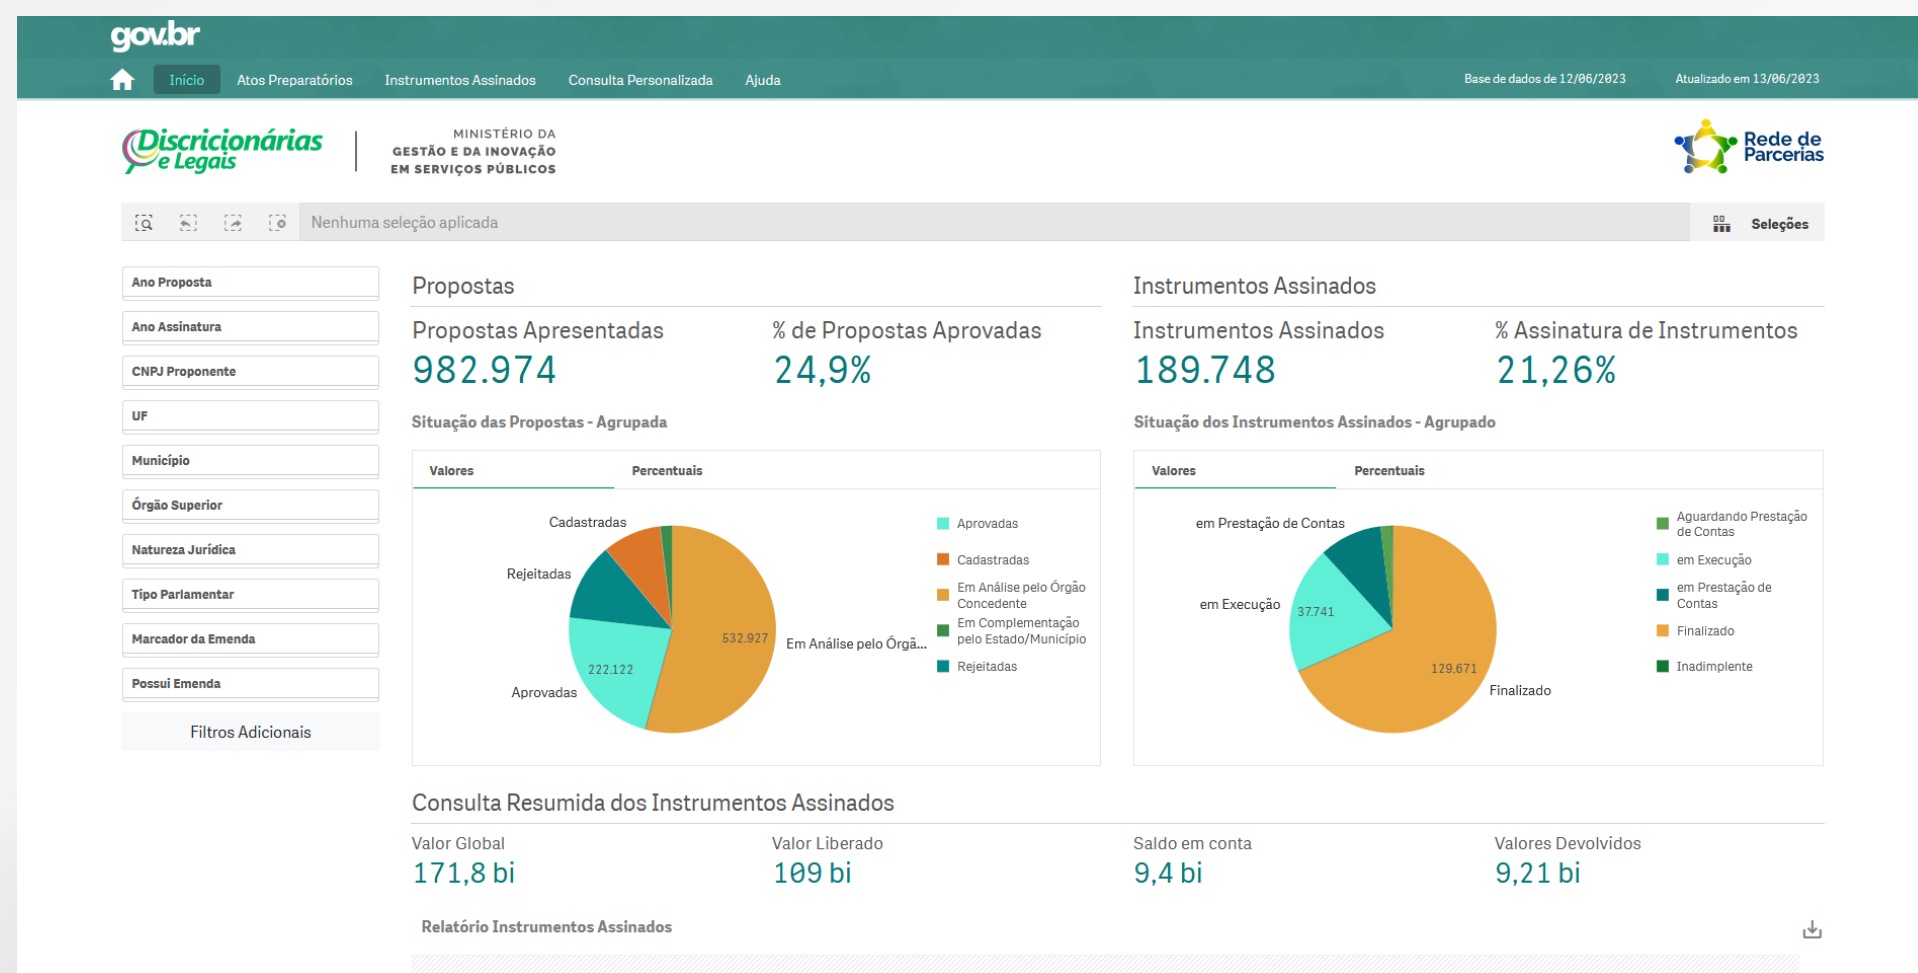 gov.br
Início Atos Preparatórios Instrumentos Assinados Consulta Personalizada Ajuda Base de dados de 12/06/2023 Atualizado em 13/06/2023
Discricionárias
e Legais
MINISTÉRIO DA
GESTÃO E DA INOVAÇÃO
EM SERVIÇOS PÚBLICOS
Rede de
Parcerias
Nenhuma seleção aplicada
Seleções
Ano Proposta
Ano Assinatura
CNPJ Proponente
UF
Município
Órgão Superior
Natureza Jurídica
Tipo Parlamentar
Marcador da Emenda
Possui Emenda
Filtros Adicionais
Propostas
Propostas Apresentadas
982.974
% de Propostas Aprovadas
24,9%
Situação das Propostas - Agrupada
Valores Percentuais
Cadastradas
Rejeitadas
Aprovadas
222.122
532.927
Em Análise pelo Órgã...
Aprovadas
Cadastradas
Em Análise pelo Órgão
Concedente
Em Complementação
pelo Estado/Município
Rejeitadas
Instrumentos Assinados
Instrumentos Assinados
189.748
% Assinatura de Instrumentos
21,26%
Situação dos Instrumentos Assinados - Agrupado
Valores Percentuais
em Prestação de Contas
em Execução
37.741
129.671
Finalizado
Aguardando Prestação
de Contas
em Execução
em Prestação de
Contas
Finalizado
Inadimplente
Consulta Resumida dos Instrumentos Assinados
Valor Global
171,8 bi
Valor Liberado
109 bi
Saldo em conta
9,4 bi
Valores Devolvidos
9,21 bi
Relatório Instrumentos Assinados